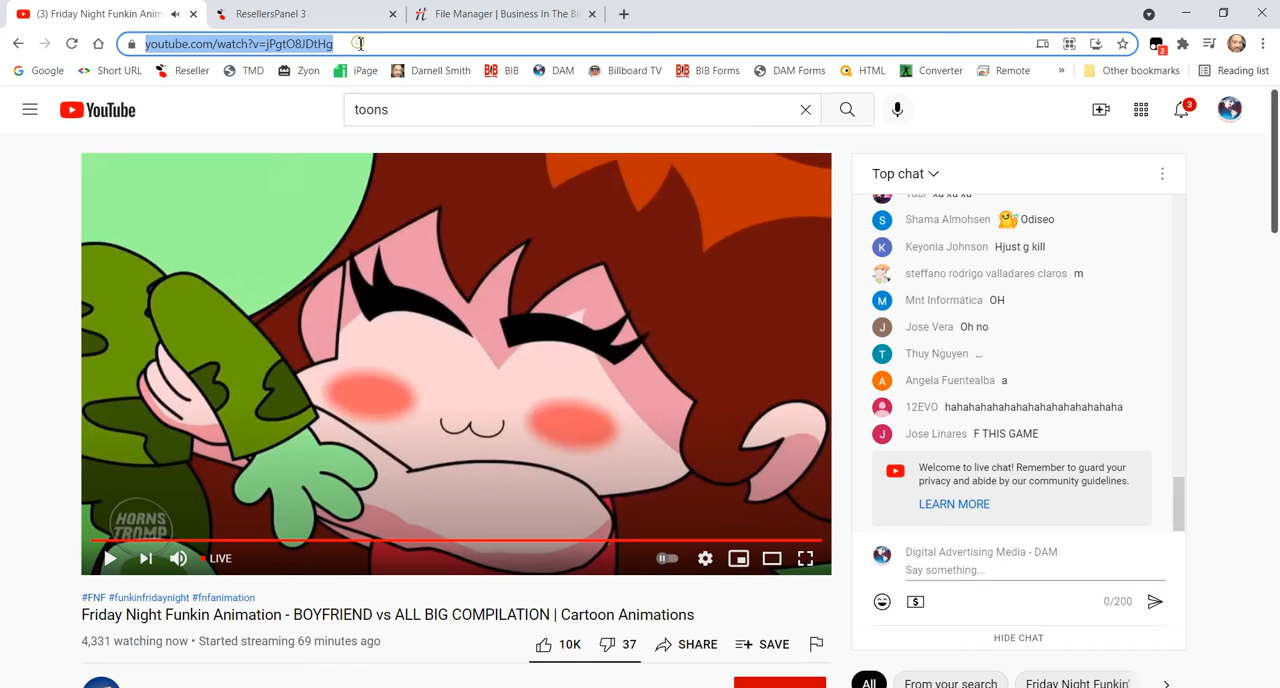 (3) Friday Night Funkin Anim
ResellersPanel 3
File Manager | Business In The Bl
youtube.com/watch?v=jPgtO8JDtHg
2
Google
Short URL
Reseller
TMD
Zyon
iPage
Darnell Smith
BIB
DAM
Billboard TV
BIB Forms
DAM Forms
HTML
Converter
Remote
»
Other bookmarks
Reading list
YouTube
toons
3
HORNS
TROMP
LIVE
#FNF #funkinfridaynight #fnfanimation
Friday Night Funkin Animation - BOYFRIEND vs ALL BIG COMPILATION | Cartoon Animations
4,331 watching now • Started streaming 69 minutes ago
10K
37
SHARE
SAVE
Top chat
Shama Almohsen Odiseo
Keyonia Johnson Hjust g kill
steffano rodrigo valladares claros m
Mnt Informática OH
Jose Vera Oh no
Thuy Nguyen ...
Angela Fuentealba a
12EVO hahahahahahahahahahahahaha
Jose Linares F THIS GAME
Welcome to live chat! Remember to guard your
privacy and abide by our community guidelines.
LEARN MORE
Digital Advertising Media - DAM
Say something...
0/200
HIDE CHAT
All
From your search
Friday Night Funkin'